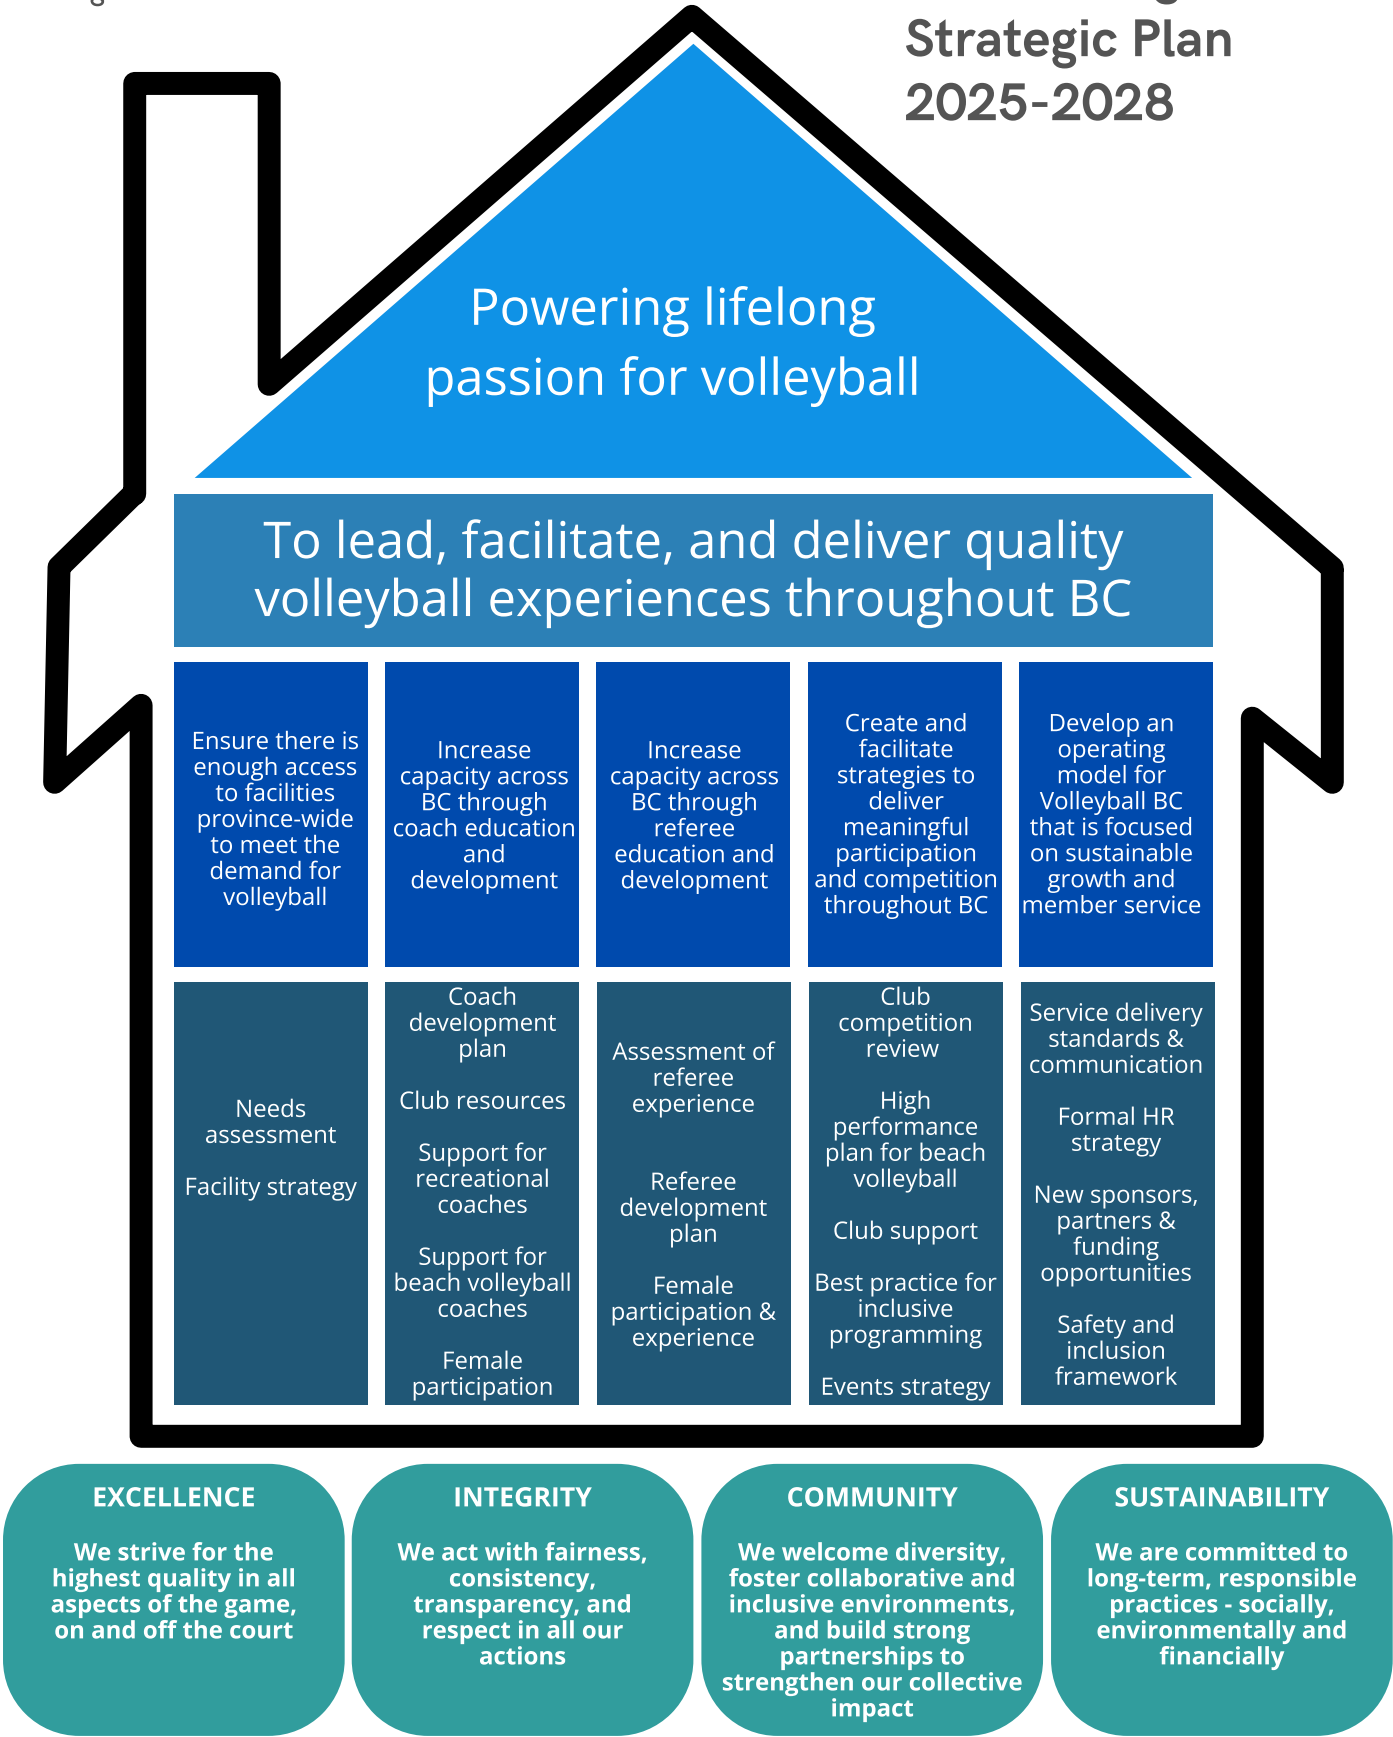 Strategic Plan
2025-2028
Powering lifelong
passion for volleyball
To lead, facilitate, and deliver quality
volleyball experiences throughout BC
Ensure there is
enough access
to facilities
province-wide
to meet the
demand for
volleyball
Increase
capacity across
BC through
coach education
and
development
Increase
capacity across
BC through
referee
education and
development
Create and
facilitate
strategies to
deliver
meaningful
participation
and competition
throughout BC
Develop an
operating
model for
Volleyball BC
that is focused
on sustainable
growth and
member service
Needs
assessment
Facility strategy
Coach
development
plan
Club resources
Support for
recreational
coaches
Support for
beach volleyball
coaches
Female
participation
Assessment of
referee
experience
Referee
development
plan
Female
participation &
experience
Club
competition
review
High
performance
plan for beach
volleyball
Club support
Best practice for
inclusive
programming
Events strategy
Service delivery
standards &
communication
Formal HR
strategy
New sponsors,
partners &
funding
opportunities
Safety and
inclusion
framework
EXCELLENCE
We strive for the
highest quality in all
aspects of the game,
on and off the court
INTEGRITY
We act with fairness,
consistency,
transparency, and
respect in all our
actions
COMMUNITY
We welcome diversity,
foster collaborative and
inclusive environments,
and build strong
partnerships to
strengthen our collective
impact
SUSTAINABILITY
We are committed to
long-term, responsible
practices - socially,
environmentally and
financially